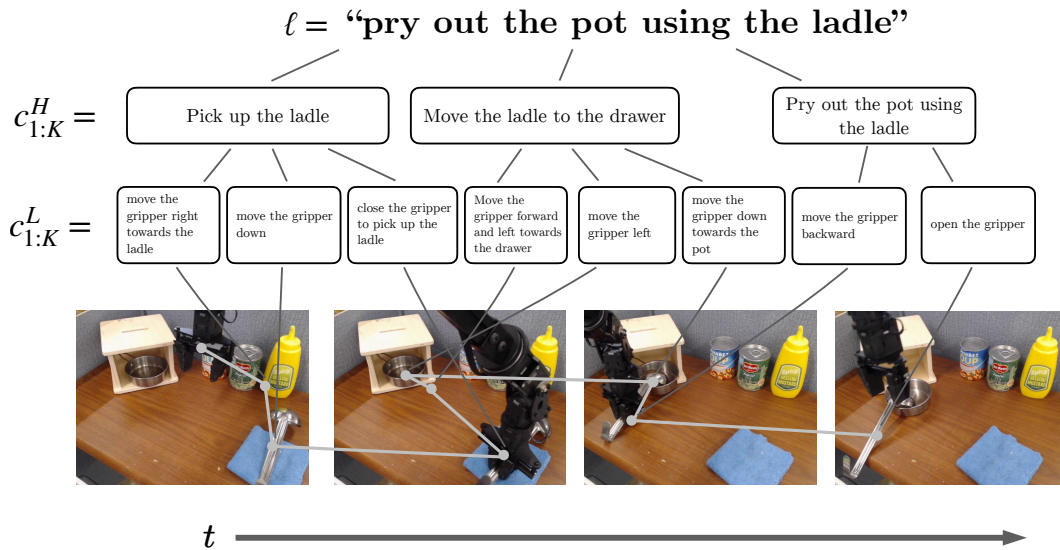 ℓ = “pry out the pot using the ladle”
c^H_{1:K} =
Pick up the ladle
Move the ladle to the drawer
Pry out the pot using
the ladle
c^L_{1:K} =
move the
gripper right
towards the
ladle
move the gripper
down
close the gripper
to pick up the
ladle
Move the
gripper forward
and left towards
the drawer
move the
gripper left
move the
gripper down
towards the
pot
move the gripper
backward
open the gripper
t